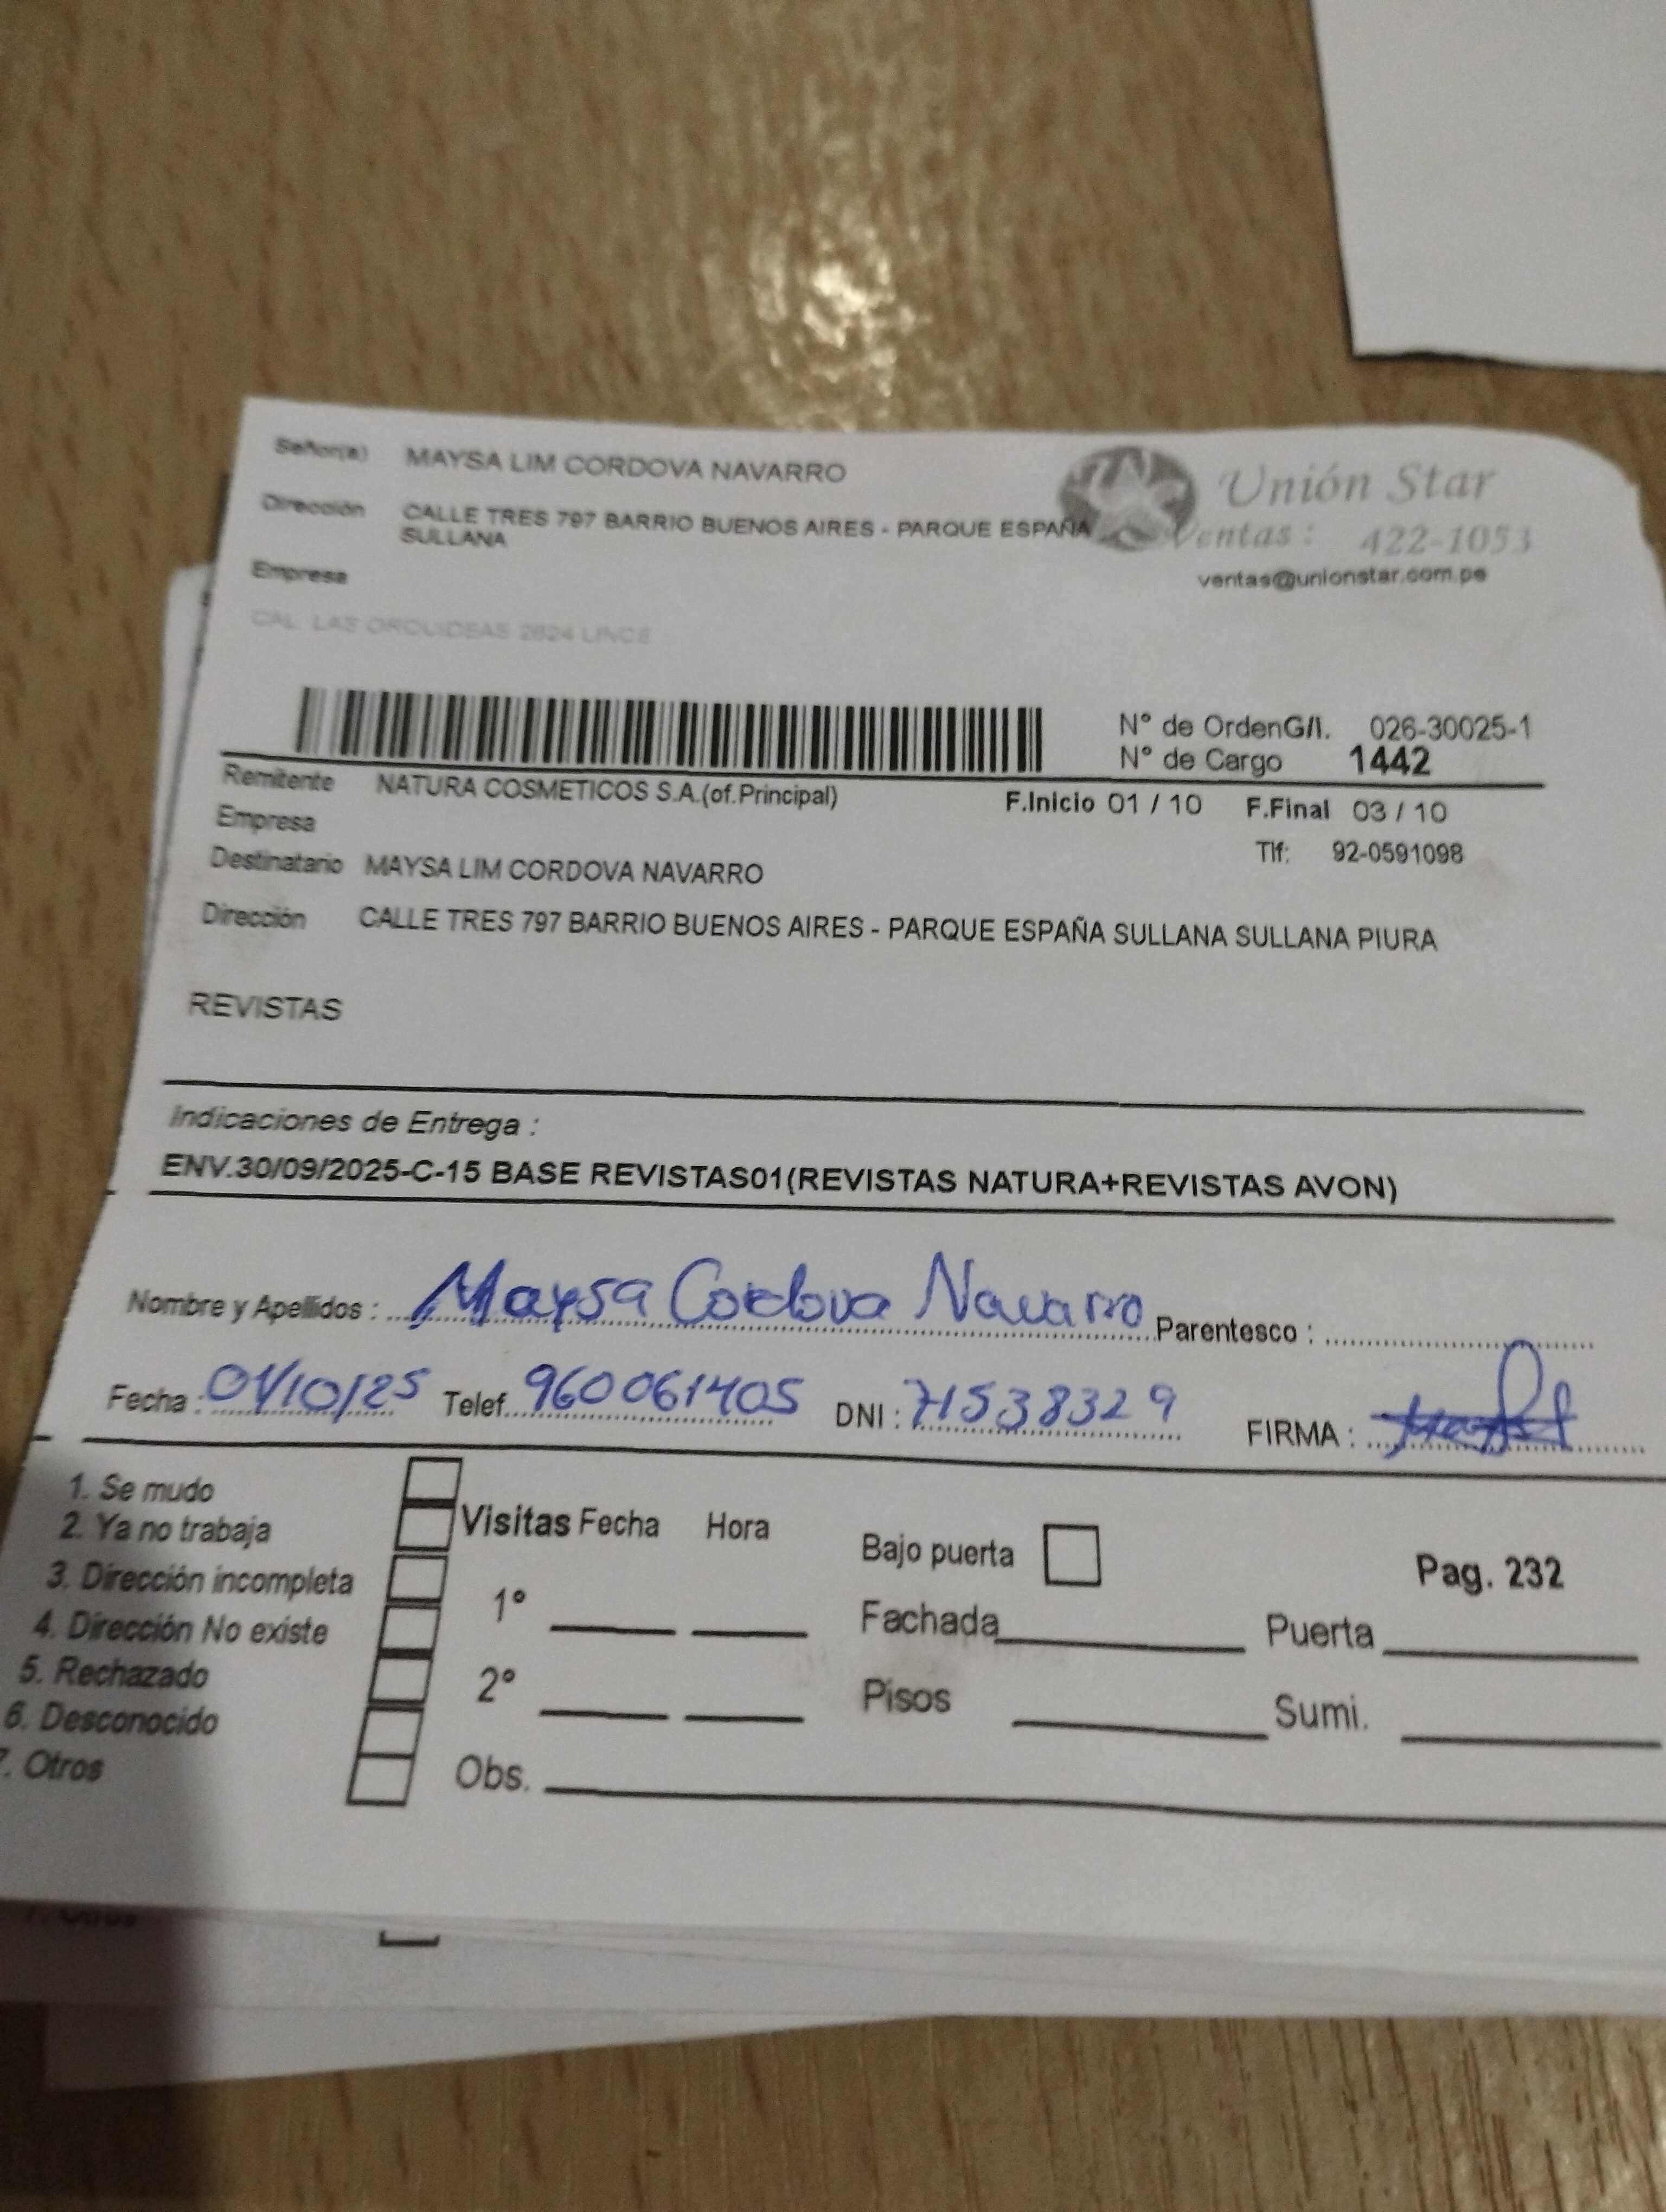 Señor(a) MAYSA LIM CORDOVA NAVARRO
Unión Star
Dirección CALLE TRES 797 BARRIO BUENOS AIRES - PARQUE ESPAÑA
SULLANA
Ventas: 422-1053
Empresa
ventas@unionstar.com.pe
CAL. LAS ORQUIDEAS 2624 LINCE
N° de OrdenG/I. 026-30025-1
N° de Cargo 1442
Remitente NATURA COSMETICOS S.A.(of.Principal) F.Inicio 01 / 10 F.Final 03 / 10
Empresa
Tlf: 92-0591098
Destinatario MAYSA LIM CORDOVA NAVARRO
Dirección CALLE TRES 797 BARRIO BUENOS AIRES - PARQUE ESPAÑA SULLANA SULLANA PIURA
REVISTAS
Indicaciones de Entrega :
ENV.30/09/2025-C-15 BASE REVISTAS01(REVISTAS NATURA+REVISTAS AVON)
Nombre y Apellidos : Maysa Cordova Navarro Parentesco :
Fecha : 01/10/25 Telef. 960061405 DNI : 71538329 FIRMA :
1. Se mudo
2. Ya no trabaja
3. Dirección incompleta
4. Dirección No existe
5. Rechazado
6. Desconocido
7. Otros
Visitas Fecha Hora
1°
2°
Obs.
Bajo puerta
Pag. 232
Fachada Puerta
Pisos Sumi.
7. Otros